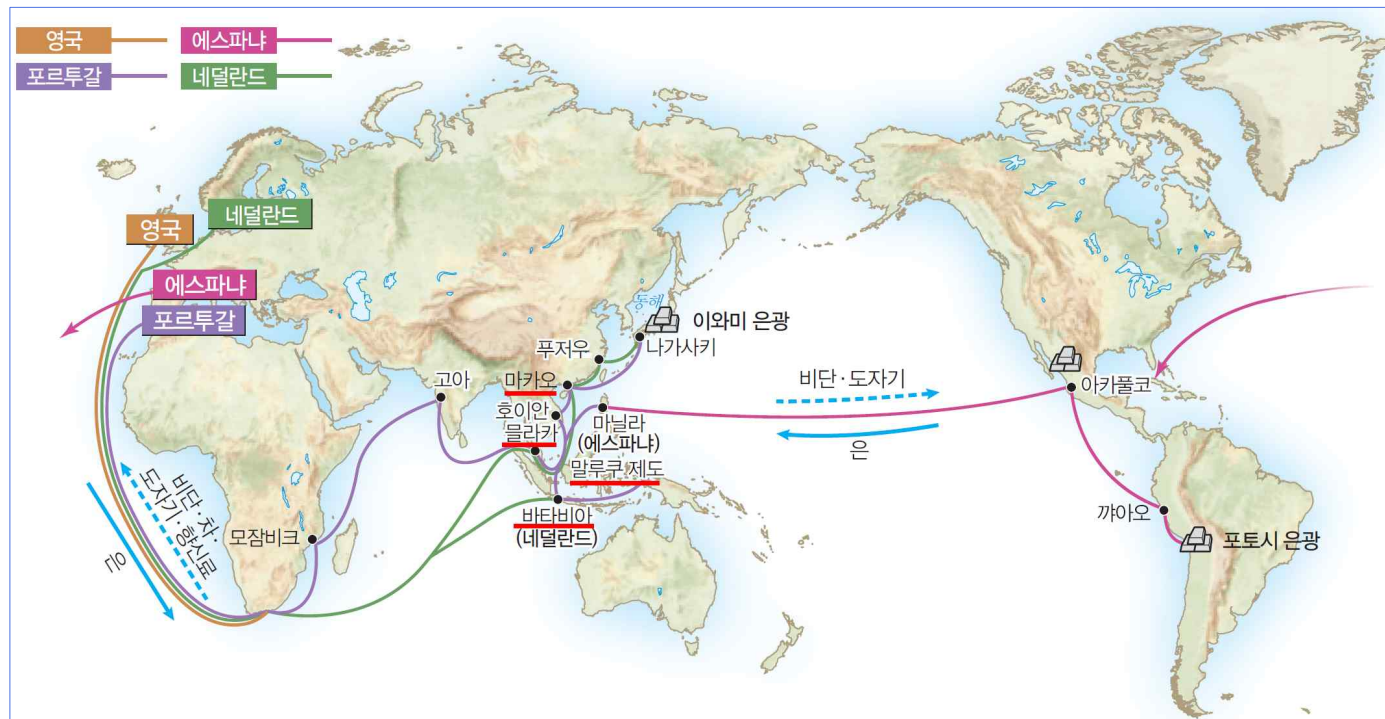 영국
에스파냐
포르투갈
네덜란드
네덜란드
영국
에스파냐
포르투갈
동해
이와미 은광
나가사키
푸저우
고아
마카오
호이안
믈라카
마닐라
(에스파냐)
말루쿠 제도
바타비아
(네덜란드)
비단·도자기
은
아카풀코
까야오
포토시 은광
모잠비크
비단·차·
도자기·향신료
은